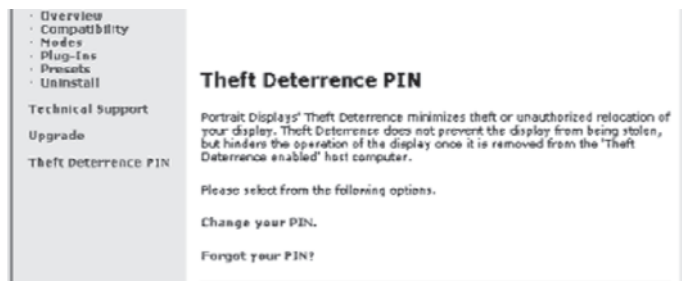 · Overview
· Compatibility
· Modes
· Plug-Ins
· Presets
· Uninstall
Technical Support
Upgrade
Theft Deterrence PIN
Theft Deterrence PIN
Portrait Displays' Theft Deterrence minimizes theft or unauthorized relocation of
your display. Theft Deterrence does not prevent the display from being stolen,
but hinders the operation of the display once it is removed from the 'Theft
Deterrence enabled' host computer.
Please select from the following options.
Change your PIN.
Forgot your PIN?